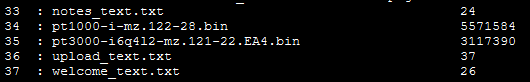 33 : notes_text.txt 24
34 : pt1000-i-mz.122-28.bin 5571584
35 : pt3000-i6q4l2-mz.121-22.EA4.bin 3117390
36 : upload_text.txt 37
37 : welcome_text.txt 26